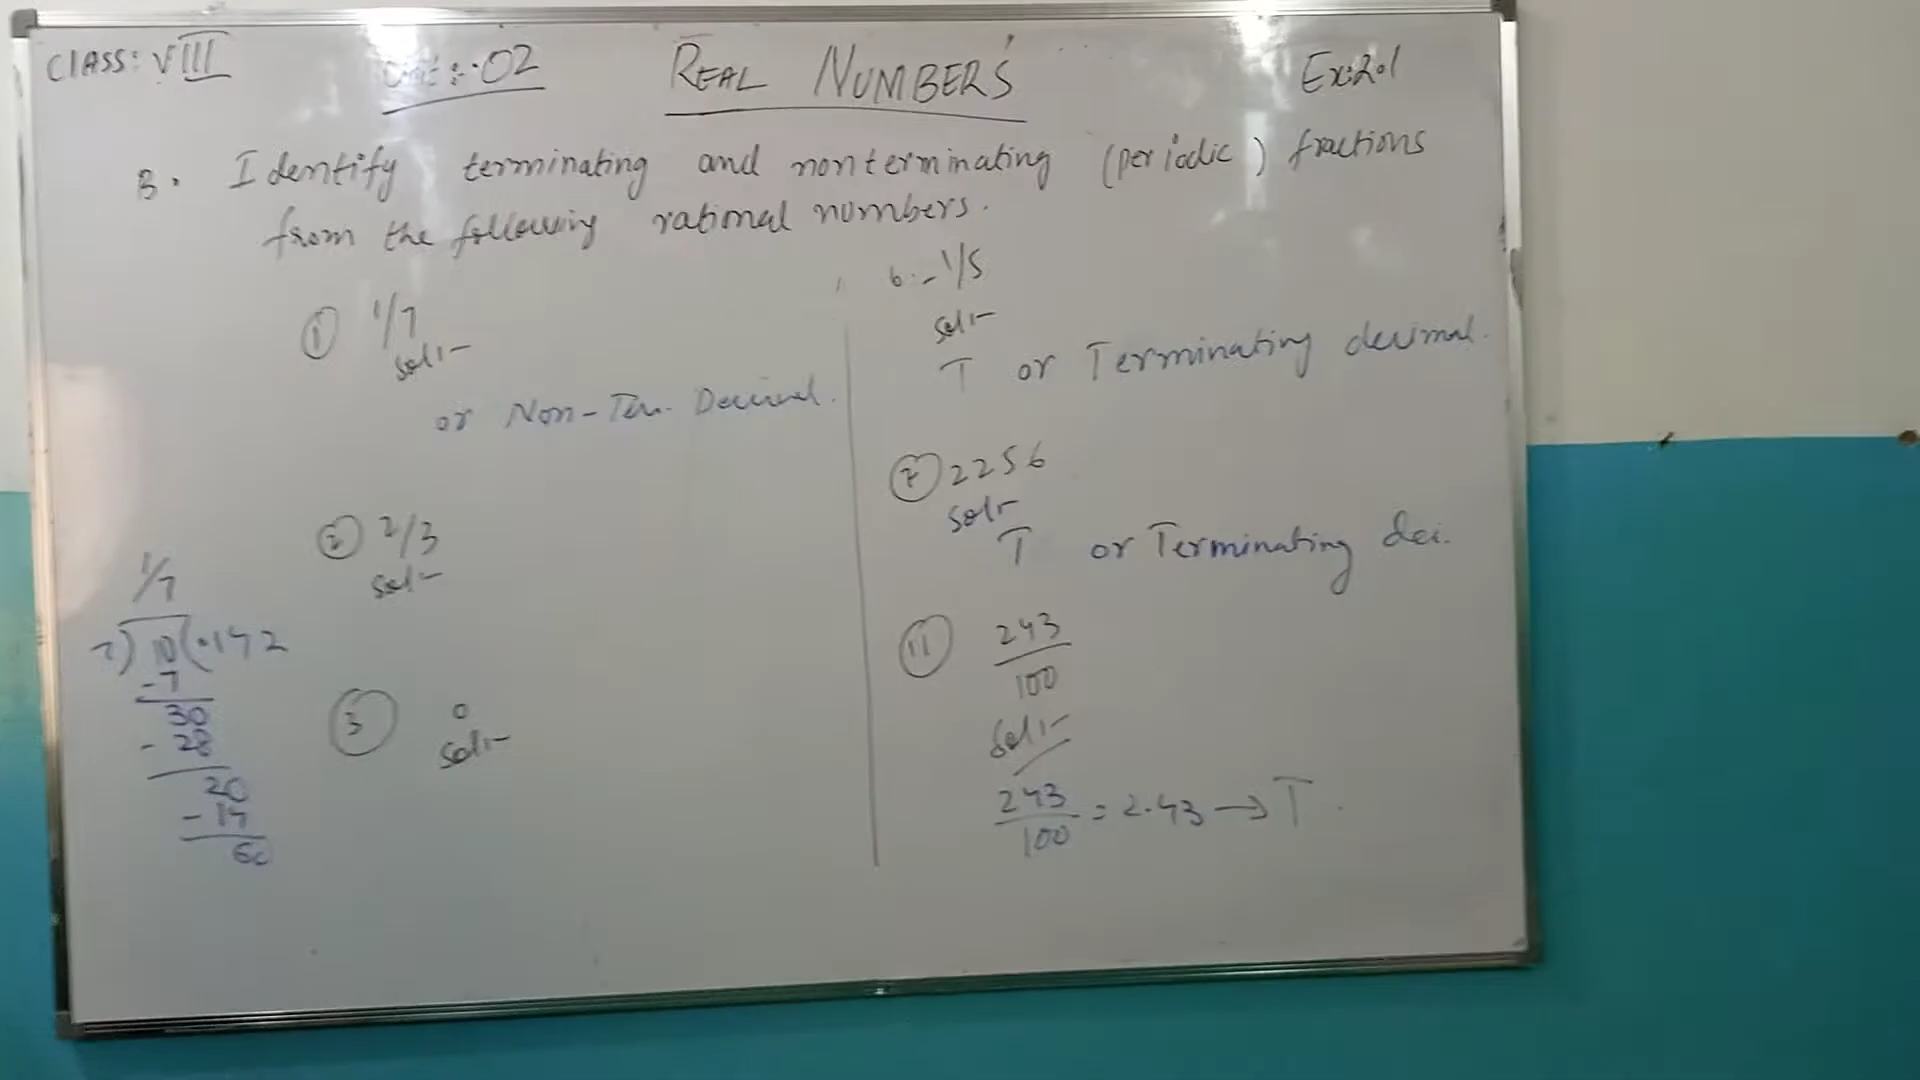 CLASS: VIII
Unit :- 02
REAL NUMBERS
Ex:2.1
B. Identify terminating and nonterminating (periodic) fractions
from the following rational numbers.
① 1/7
sol:-
or Non-Ter. Decimal.
② 2/3
sol:-
③ 0
sol:-
1/7
7) 10 (.142
-7
30
- 28
20
- 14
60
6. -1/5
sol:-
T or Terminating decimal.
⑦ 2256
sol:-
T or Terminating dei.
⑪ 243
100
sol:-
243
100 = 2.43 → T.